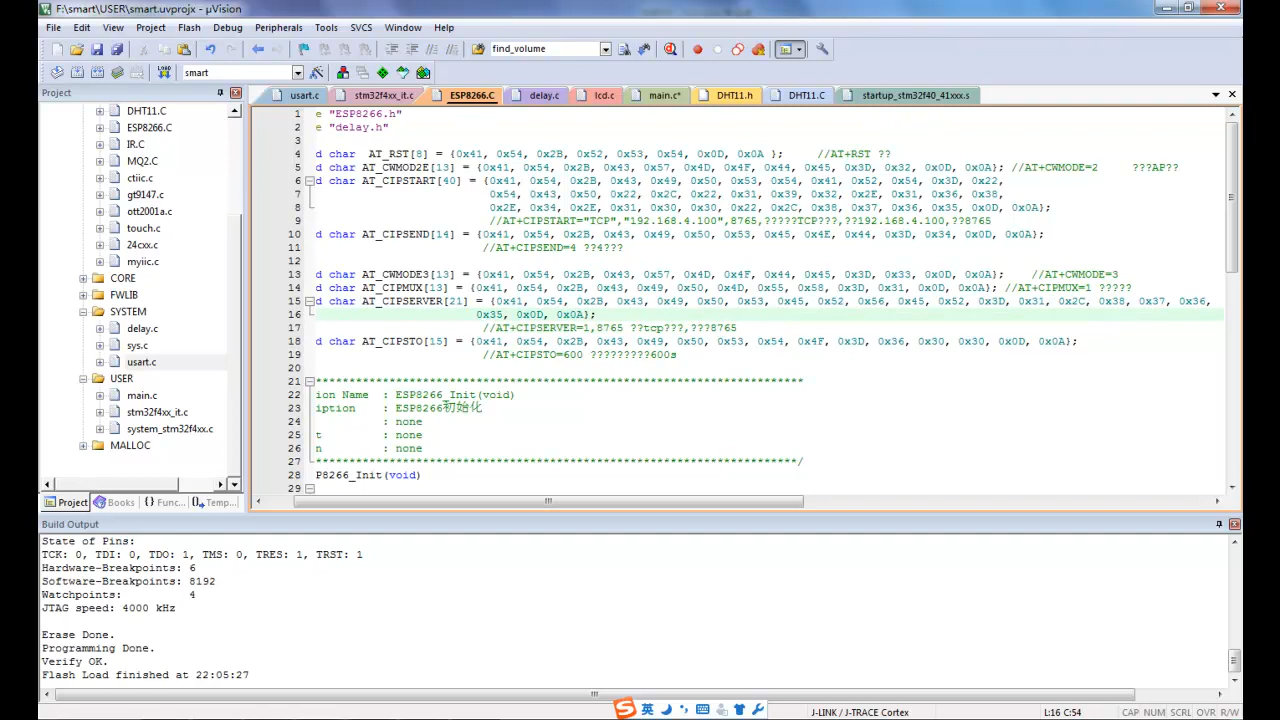 F:\smart\USER\smart.uvprojx - µVision
File Edit View Project Flash Debug Peripherals Tools SVCS Window Help
find_volume
LOAD smart
Project
usart.c stm32f4xx_it.c ESP8266.C delay.c lcd.c main.c* DHT11.h DHT11.C startup_stm32f40_41xxx.s
DHT11.C
ESP8266.C
IR.C
MQ2.C
ctiic.c
gt9147.c
ott2001a.c
touch.c
24cxx.c
myiic.c
CORE
FWLIB
SYSTEM
delay.c
sys.c
usart.c
USER
main.c
stm32f4xx_it.c
system_stm32f4xx.c
MALLOC
Project Books Func... Temp...
1 e "ESP8266.h"
2 e "delay.h"
3
4 d char AT_RST[8] = {0x41, 0x54, 0x2B, 0x52, 0x53, 0x54, 0x0D, 0x0A }; //AT+RST ??
5 d char AT_CWMOD2E[13] = {0x41, 0x54, 0x2B, 0x43, 0x57, 0x4D, 0x4F, 0x44, 0x45, 0x3D, 0x32, 0x0D, 0x0A}; //AT+CWMODE=2 ???AP??
6 d char AT_CIPSTART[40] = {0x41, 0x54, 0x2B, 0x43, 0x49, 0x50, 0x53, 0x54, 0x41, 0x52, 0x54, 0x3D, 0x22,
7 0x54, 0x43, 0x50, 0x22, 0x2C, 0x22, 0x31, 0x39, 0x32, 0x2E, 0x31, 0x36, 0x38,
8 0x2E, 0x34, 0x2E, 0x31, 0x30, 0x30, 0x22, 0x2C, 0x38, 0x37, 0x36, 0x35, 0x0D, 0x0A};
9 //AT+CIPSTART="TCP","192.168.4.100",8765,?????TCP???,??192.168.4.100,??8765
10 d char AT_CIPSEND[14] = {0x41, 0x54, 0x2B, 0x43, 0x49, 0x50, 0x53, 0x45, 0x4E, 0x44, 0x3D, 0x34, 0x0D, 0x0A};
11 //AT+CIPSEND=4 ??4???
12
13 d char AT_CWMODE3[13] = {0x41, 0x54, 0x2B, 0x43, 0x57, 0x4D, 0x4F, 0x44, 0x45, 0x3D, 0x33, 0x0D, 0x0A}; //AT+CWMODE=3
14 d char AT_CIPMUX[13] = {0x41, 0x54, 0x2B, 0x43, 0x49, 0x50, 0x4D, 0x55, 0x58, 0x3D, 0x31, 0x0D, 0x0A}; //AT+CIPMUX=1 ?????
15 d char AT_CIPSERVER[21] = {0x41, 0x54, 0x2B, 0x43, 0x49, 0x50, 0x53, 0x45, 0x52, 0x56, 0x45, 0x52, 0x3D, 0x31, 0x2C, 0x38, 0x37, 0x36,
16 0x35, 0x0D, 0x0A};
17 //AT+CIPSERVER=1,8765 ??tcp???,???8765
18 d char AT_CIPSTO[15] = {0x41, 0x54, 0x2B, 0x43, 0x49, 0x50, 0x53, 0x54, 0x4F, 0x3D, 0x36, 0x30, 0x30, 0x0D, 0x0A};
19 //AT+CIPSTO=600 ?????????600s
20
21 *************************************************************************
22 ion Name : ESP8266_Init(void)
23 iption : ESP8266初始化
24 : none
25 t : none
26 n : none
27 ************************************************************************/
28 P8266_Init(void)
29
Build Output
State of Pins:
TCK: 0, TDI: 0, TDO: 1, TMS: 0, TRES: 1, TRST: 1
Hardware-Breakpoints: 6
Software-Breakpoints: 8192
Watchpoints: 4
JTAG speed: 4000 kHz
Erase Done.
Programming Done.
Verify OK.
Flash Load finished at 22:05:27
S 英
J-LINK / J-TRACE Cortex L:16 C:54 CAP NUM SCRL OVR R/W